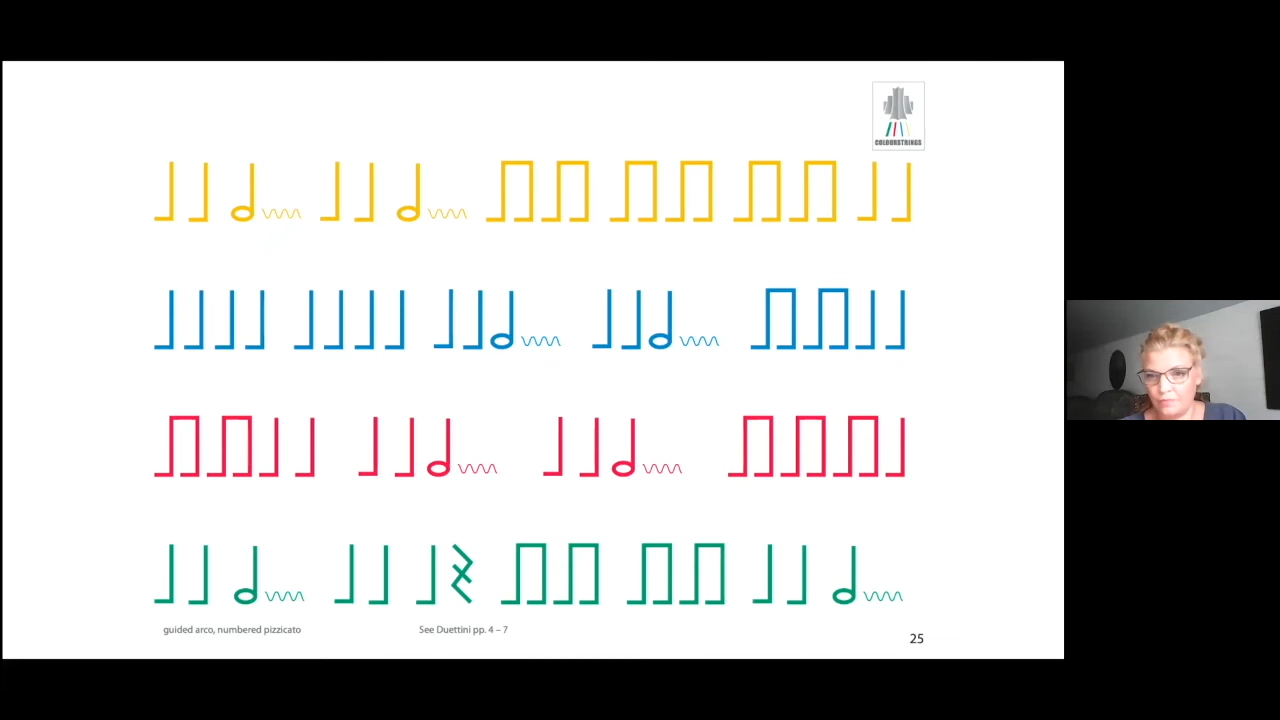 COLOURSTRINGS
guided arco, numbered pizzicato
See Duettini pp. 4 – 7
25